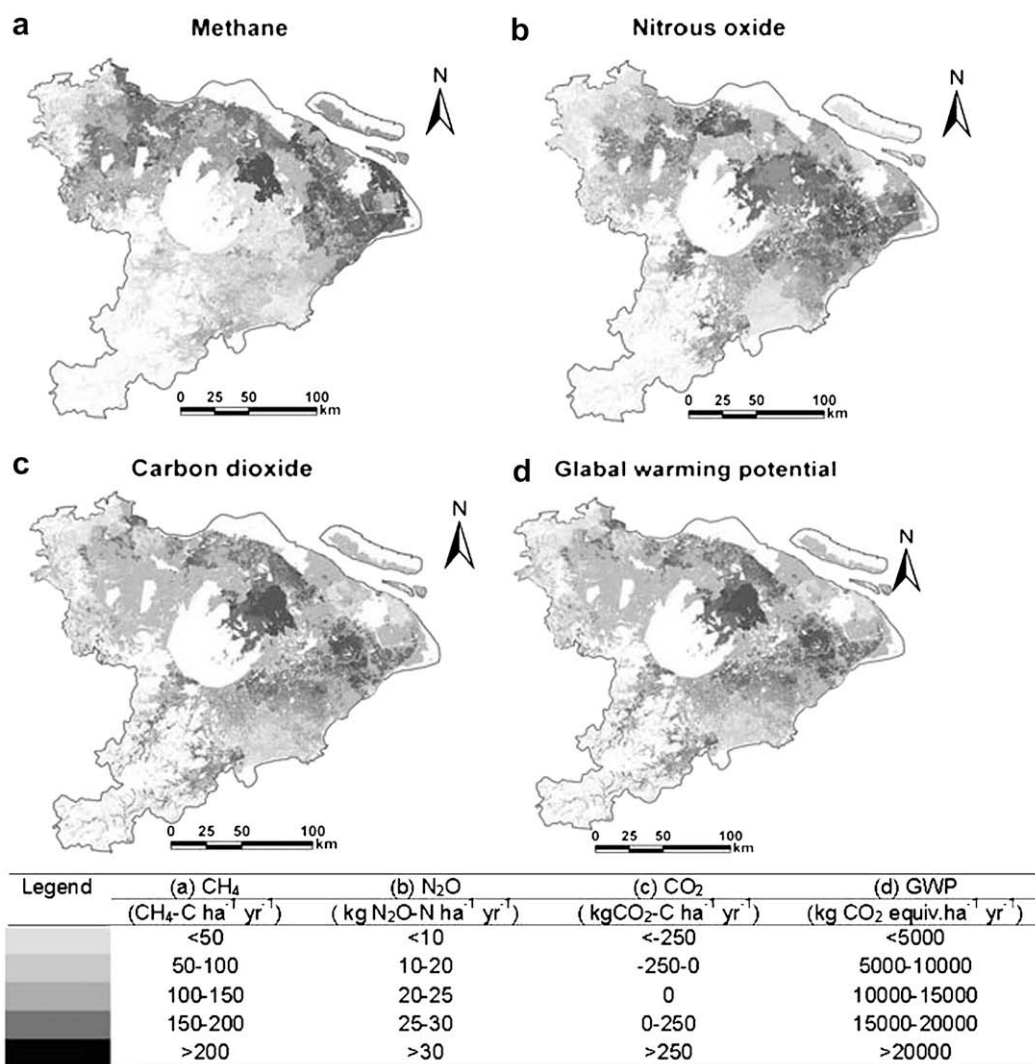 a Methane
b Nitrous oxide
N
N
0 25 50 100
km
0 25 50 100
km
c Carbon dioxide
d Glabal warming potential
N
N
0 25 50 100
km
0 25 50 100
km
Legend (a) CH₄ (b) N₂O (c) CO₂ (d) GWP
(CH₄-C ha⁻¹ yr⁻¹) ( kg N₂O-N ha⁻¹ yr⁻¹) ( kgCO₂-C ha⁻¹ yr⁻¹) (kg CO₂ equiv.ha⁻¹ yr⁻¹)
<50 <10 <-250 <5000
50-100 10-20 -250-0 5000-10000
100-150 20-25 0 10000-15000
150-200 25-30 0-250 15000-20000
>200 >30 >250 >20000